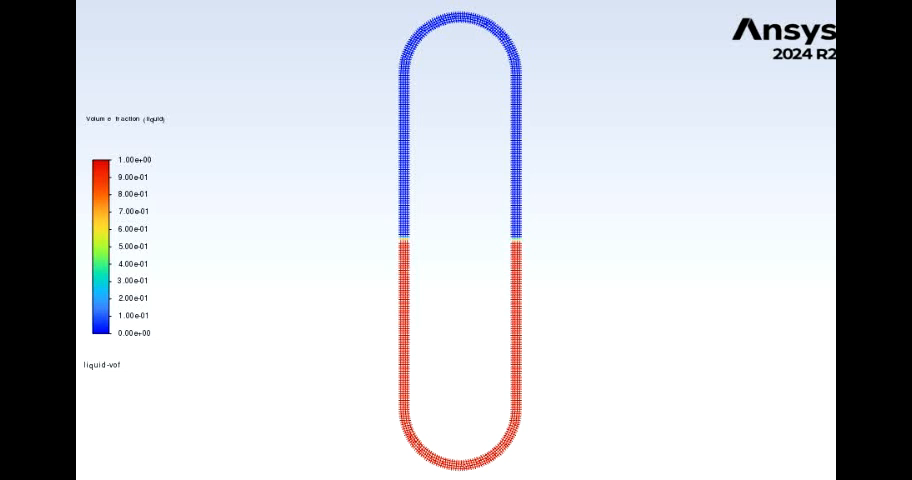 Ansys
2024 R2
Volume fraction (liquid)
1.00e+00
9.00e-01
8.00e-01
7.00e-01
6.00e-01
5.00e-01
4.00e-01
3.00e-01
2.00e-01
1.00e-01
0.00e+00
liquid-vof